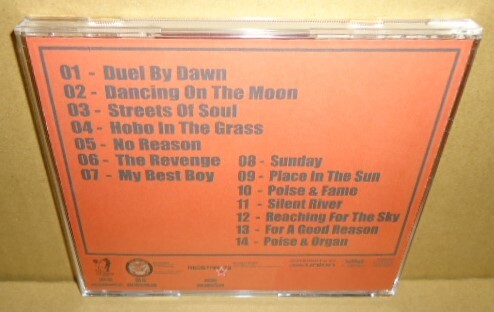 01 - Duel By Dawn
02 - Dancing On The Moon
03 - Streets Of Soul
04 - Hobo In The Grass
05 - No Reason
06 - The Revenge
07 - My Best Boy
08 - Sunday
09 - Place In The Sun
10 - Poise & Fame
11 - Silent River
12 - Reaching For The Sky
13 - For A Good Reason
14 - Poise & Organ